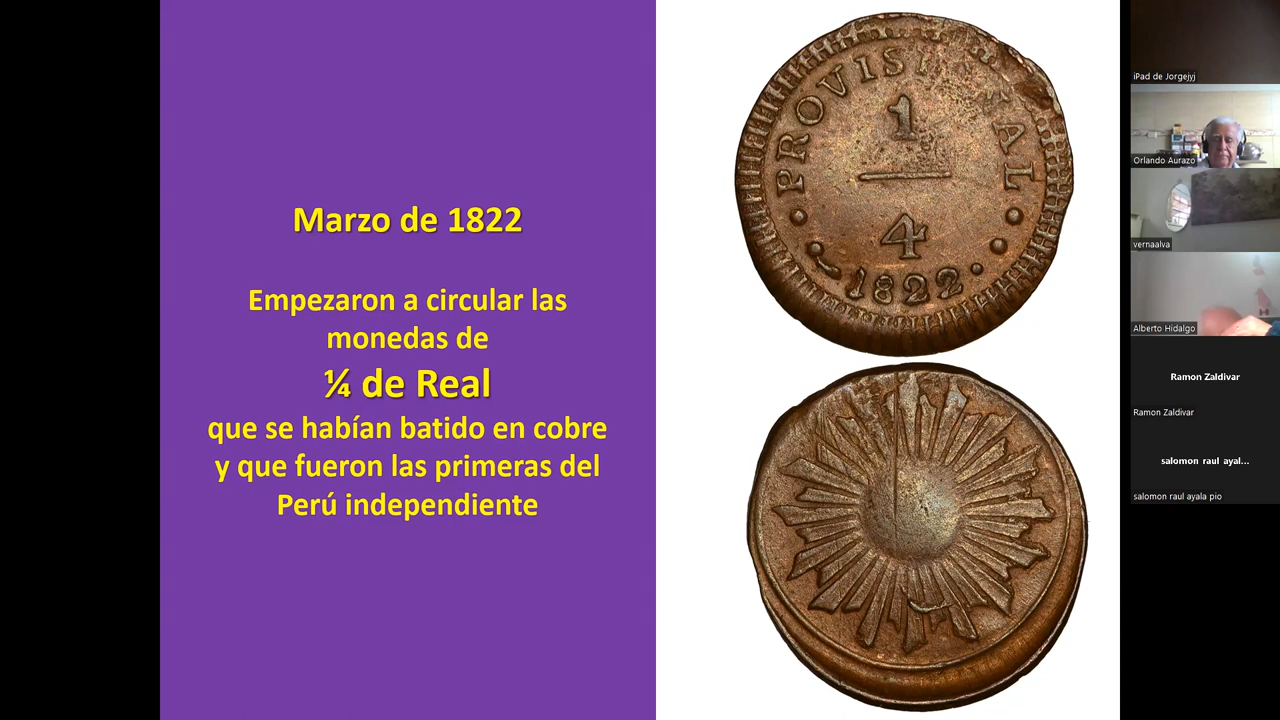 Marzo de 1822
Empezaron a circular las
monedas de
¼ de Real
que se habían batido en cobre
y que fueron las primeras del
Perú independiente
PROVISI AL
1
4
1822
iPad de Jorgejyj
Orlando Aurazo
vernaalva
Alberto Hidalgo
Ramon Zaldivar
Ramon Zaldivar
salomon raul ayal...
salomon raul ayala pio